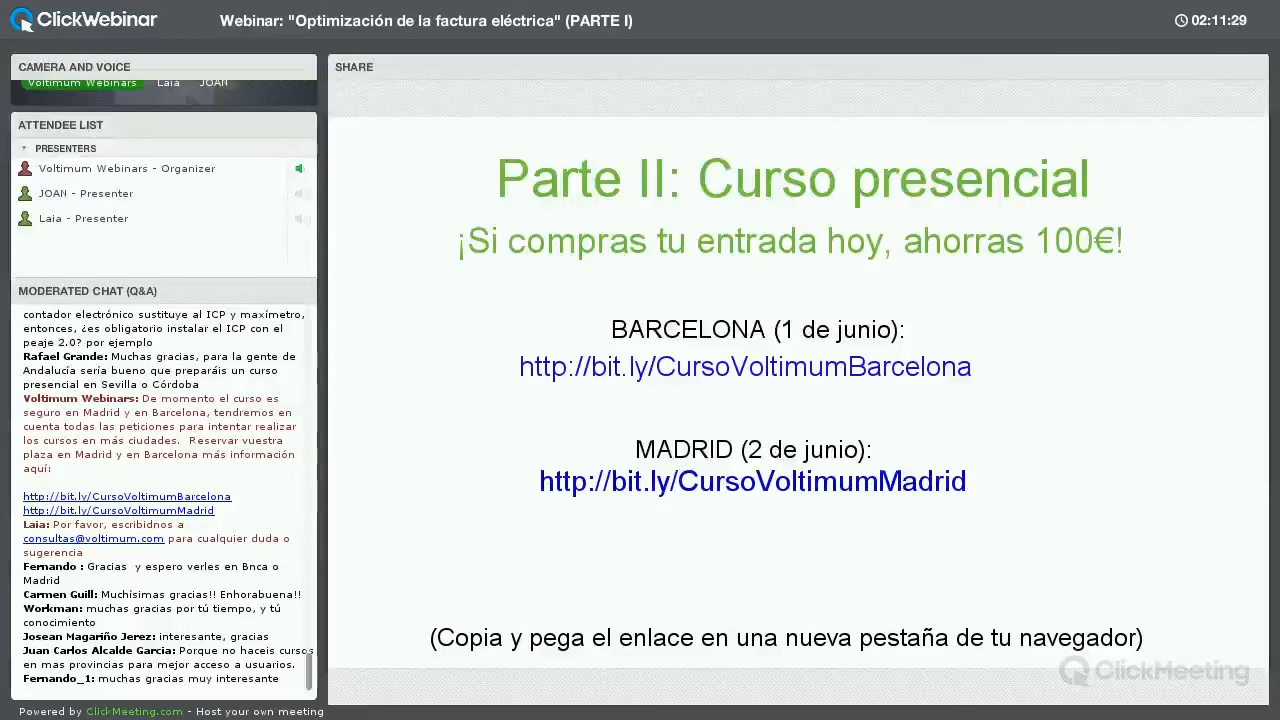 ClickWebinar
Webinar: "Optimización de la factura eléctrica" (PARTE I)
02:11:29
CAMERA AND VOICE
Voltimum Webinars Laia JOAN
ATTENDEE LIST
PRESENTERS
Voltimum Webinars - Organizer
JOAN - Presenter
Laia - Presenter
MODERATED CHAT (Q&A)
contador electrónico sustituye al ICP y maxímetro,
entonces, ¿es obligatorio instalar el ICP con el
peaje 2.0? por ejemplo
Rafael Grande: Muchas gracias, para la gente de
Andalucía sería bueno que preparáis un curso
presencial en Sevilla o Córdoba
Voltimum Webinars: De momento el curso es
seguro en Madrid y en Barcelona, tendremos en
cuenta todas las peticiones para intentar realizar
los cursos en más ciudades. Reservar vuestra
plaza en Madrid y en Barcelona más información
aquí:
http://bit.ly/CursoVoltimumBarcelona
http://bit.ly/CursoVoltimumMadrid
Laia: Por favor, escribidnos a
consultas@voltimum.com para cualquier duda o
sugerencia
Fernando : Gracias y espero verles en Bnca o
Madrid
Carmen Guill: Muchísimas gracias!! Enhorabuena!!
Workman: muchas gracias por tú tiempo, y tú
conocimiento
Josean Magariño Jerez: interesante, gracias
Juan Carlos Alcalde Garcia: Porque no haceis cursos
en mas provincias para mejor acceso a usuarios.
Fernando_1: muchas gracias muy interesante
Powered by ClickMeeting.com - Host your own meeting
SHARE
Parte II: Curso presencial
¡Si compras tu entrada hoy, ahorras 100€!
BARCELONA (1 de junio):
http://bit.ly/CursoVoltimumBarcelona
MADRID (2 de junio):
http://bit.ly/CursoVoltimumMadrid
(Copia y pega el enlace en una nueva pestaña de tu navegador)
ClickMeeting